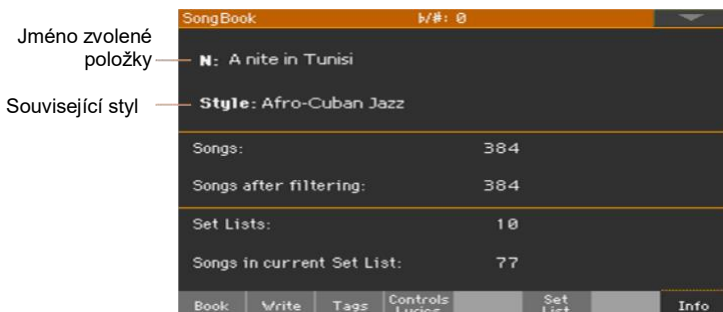 SongBook ♭/#: 0
Jméno zvolené
položky
N: A nite in Tunisi
Související styl
Style: Afro-Cuban Jazz
Songs: 384
Songs after filtering: 384
Set Lists: 10
Songs in current Set List: 77
Book Write Tags Controls Lyrics Set List Info